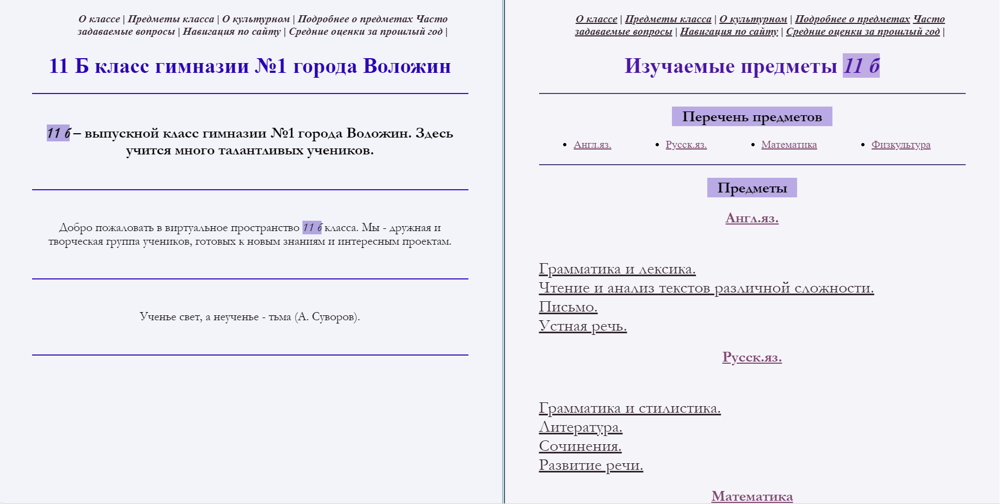 О классе | Предметы класса | О культурном | Подробнее о предметах Часто
задаваемые вопросы | Навигация по сайту | Средние оценки за прошлый год |
11 Б класс гимназии №1 города Воложин
11 б – выпускной класс гимназии №1 города Воложин. Здесь
учится много талантливых учеников.
Добро пожаловать в виртуальное пространство 11 б класса. Мы - дружная и
творческая группа учеников, готовых к новым знаниям и интересным проектам.
Ученье свет, а неученье - тьма (А. Суворов).
О классе | Предметы класса | О культурном | Подробнее о предметах Часто
задаваемые вопросы | Навигация по сайту | Средние оценки за прошлый год |
Изучаемые предметы 11 б
Перечень предметов
• Англ.яз. • Русск.яз. • Математика • Физкультура
Предметы
Англ.яз.
Грамматика и лексика.
Чтение и анализ текстов различной сложности.
Письмо.
Устная речь.
Русск.яз.
Грамматика и стилистика.
Литература.
Сочинения.
Развитие речи.
Математика